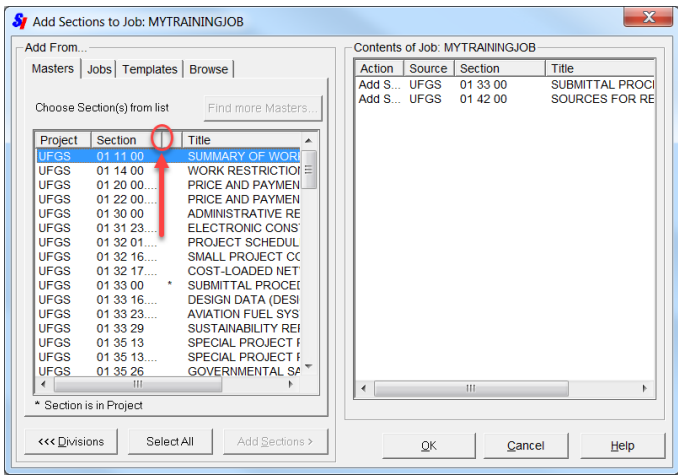 Add Sections to Job: MYTRAININGJOB
X
Add From...
Masters Jobs Templates Browse
Choose Section(s) from list
Find more Masters...
Project Section Title
UFGS 01 11 00 SUMMARY OF WORK
UFGS 01 14 00 WORK RESTRICTION
UFGS 01 20 00.... PRICE AND PAYMEN
UFGS 01 22 00.... PRICE AND PAYMEN
UFGS 01 30 00 ADMINISTRATIVE RE
UFGS 01 31 23.... ELECTRONIC CONS
UFGS 01 32 01.... PROJECT SCHEDUL
UFGS 01 32 16.... SMALL PROJECT CO
UFGS 01 32 17.... COST-LOADED NET
UFGS 01 33 00 * SUBMITTAL PROCED
UFGS 01 33 16.... DESIGN DATA (DESI
UFGS 01 33 23.... AVIATION FUEL SYS
UFGS 01 33 29 SUSTAINABILITY REF
UFGS 01 35 13 SPECIAL PROJECT F
UFGS 01 35 13.... SPECIAL PROJECT F
UFGS 01 35 26 GOVERNMENTAL SA
* Section is in Project
<<< Divisions
Select All
Add Sections >
Contents of Job: MYTRAININGJOB
Action Source Section Title
Add S... UFGS 01 33 00 SUBMITTAL PROCI
Add S... UFGS 01 42 00 SOURCES FOR RE
OK
Cancel
Help